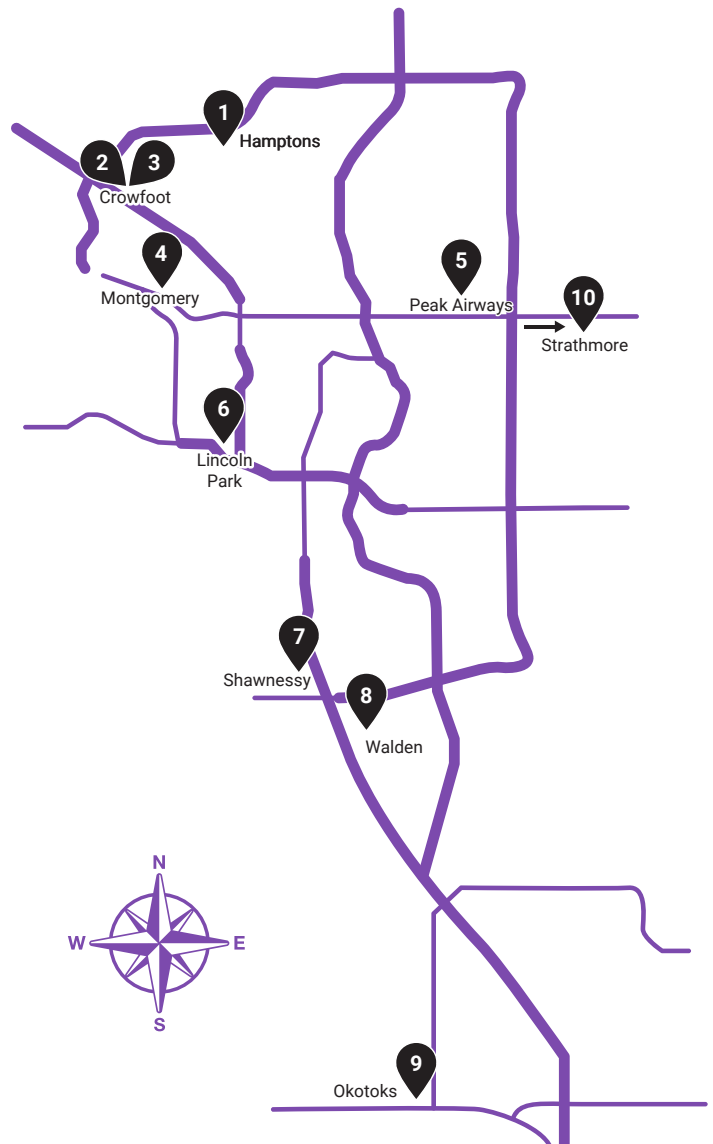 1
Hamptons
2
3
Crowfoot
4
Montgomery
5
Peak Airways
10
Strathmore
6
Lincoln
Park
7
Shawnessy
8
Walden
N
W
E
S
9
Okotoks